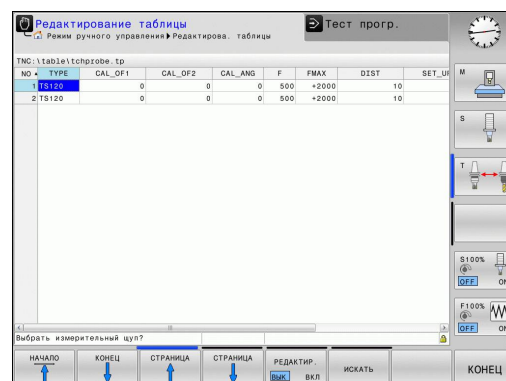 Редактирование таблицы
Тест прогр.
Режим ручного управления Редактирова. таблицы
TNC:\table\tchprobe.tp
NO TYPE CAL_OF1 CAL_OF2 CAL_ANG F FMAX DIST SET_UP
1 TS120 0 0 0 500 +2000 10
2 TS120 0 0 0 500 +2000 10
Выбрать измерительный щуп?
M
S
T
S100%
OFF ON
F100%
OFF ON
НАЧАЛО КОНЕЦ СТРАНИЦА СТРАНИЦА РЕДАКТИР. ИСКАТЬ КОНЕЦ
ВЫК ВКЛ